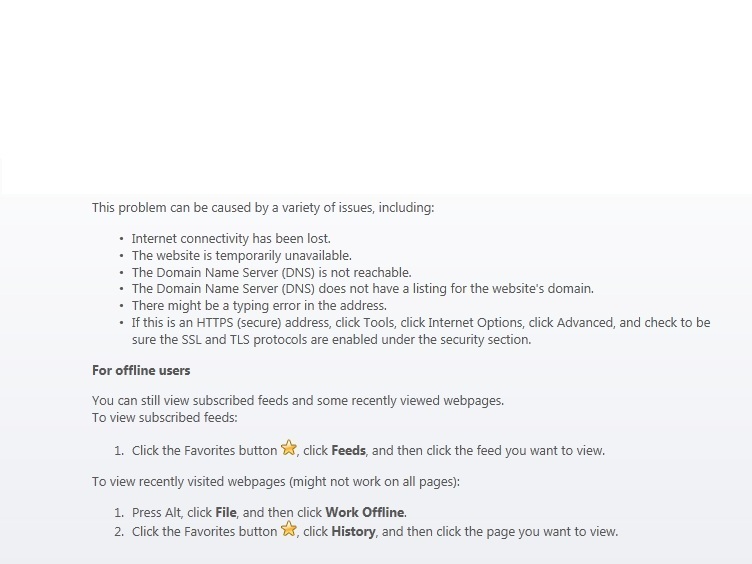 This problem can be caused by a variety of issues, including:
• Internet connectivity has been lost.
• The website is temporarily unavailable.
• The Domain Name Server (DNS) is not reachable.
• The Domain Name Server (DNS) does not have a listing for the website's domain.
• There might be a typing error in the address.
• If this is an HTTPS (secure) address, click Tools, click Internet Options, click Advanced, and check to be
sure the SSL and TLS protocols are enabled under the security section.
For offline users
You can still view subscribed feeds and some recently viewed webpages.
To view subscribed feeds:
1. Click the Favorites button , click Feeds, and then click the feed you want to view.
To view recently visited webpages (might not work on all pages):
1. Press Alt, click File, and then click Work Offline.
2. Click the Favorites button , click History, and then click the page you want to view.